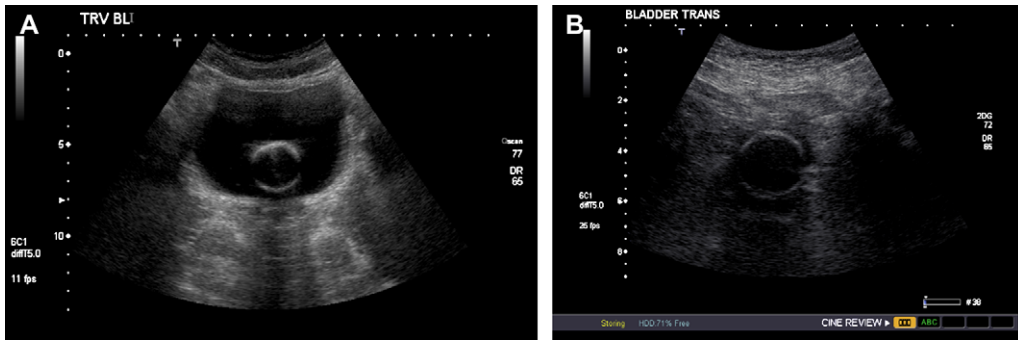 A
TRV BL
T
0
5
10
Qscan
77
DR
65
6C1
diffT5.0
11 fps
B
BLADDER TRANS
T
0
2
4
6
8
2DG
72
DR
65
6C1
diffT5.0
26 fps
# 30
Storing HDD:71% Free CINE REVIEW ABC